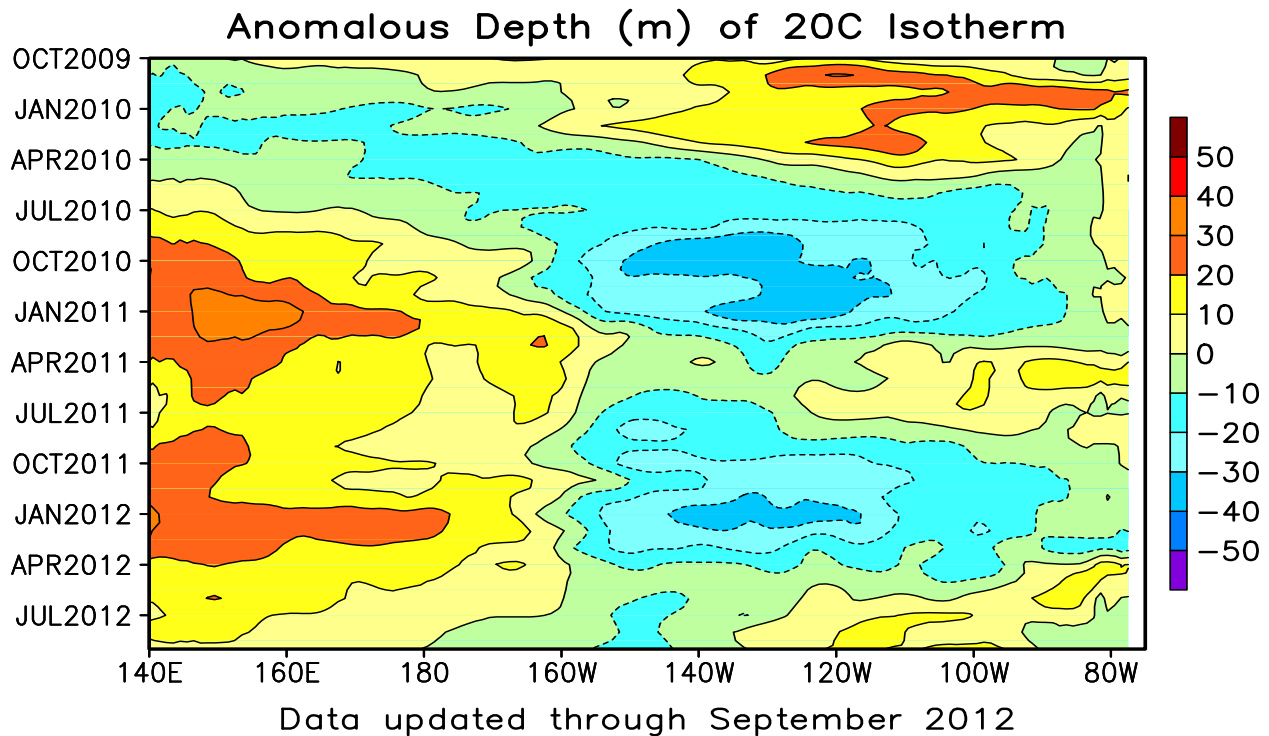 Anomalous Depth (m) of 20C Isotherm
OCT2009
JAN2010
APR2010
JUL2010
OCT2010
JAN2011
APR2011
JUL2011
OCT2011
JAN2012
APR2012
JUL2012
140E 160E 180 160W 140W 120W 100W 80W
50
40
30
20
10
0
−10
−20
−30
−40
−50
Data updated through September 2012